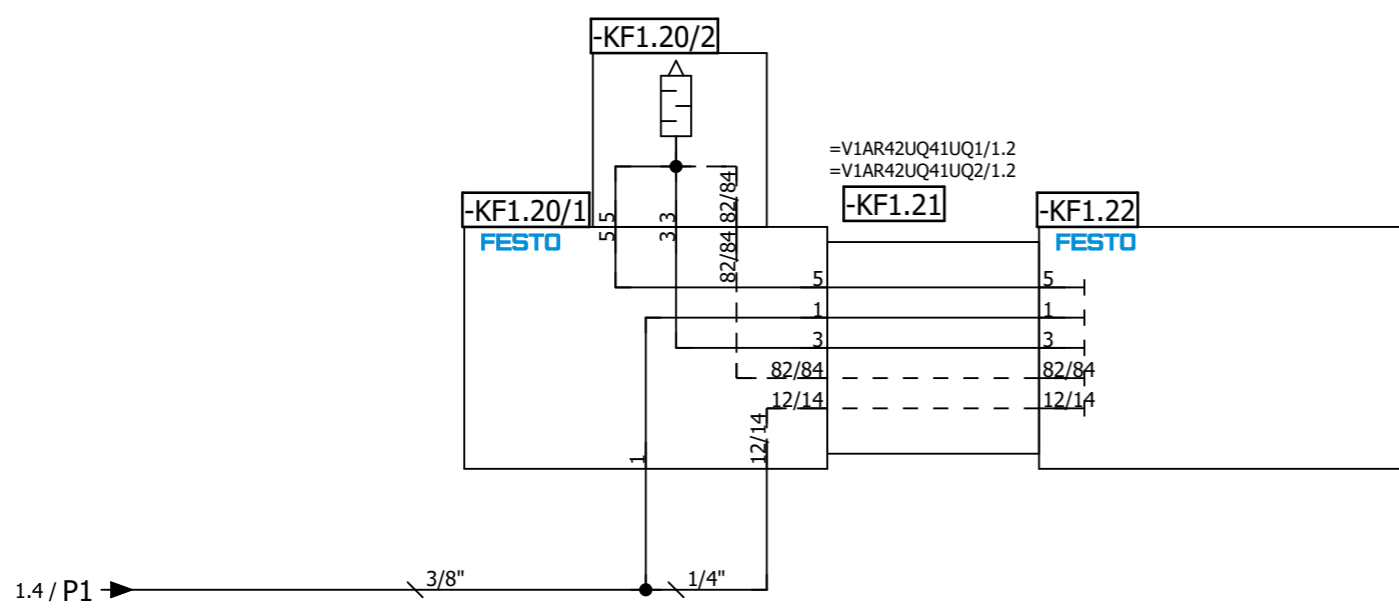 -KF1.20/2
=V1AR42UQ41UQ1/1.2
=V1AR42UQ41UQ2/1.2
-KF1.20/1
5 3 82/84
-KF1.21
-KF1.22
FESTO
5 3 82/84
FESTO
5 5
1 1
3 3
82/84 82/84
12/14 12/14
1 12/14
1.4 / P1 3/8" 1/4"